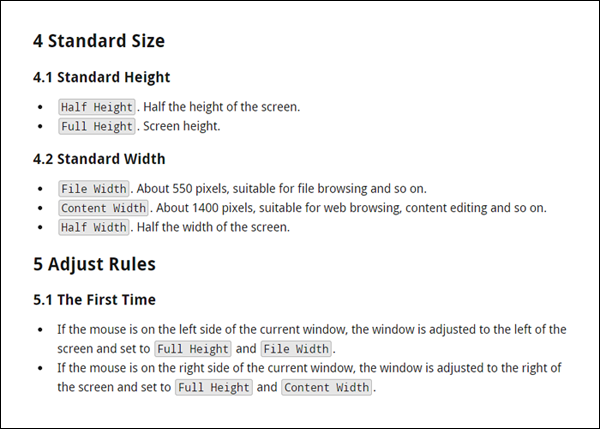 4 Standard Size
4.1 Standard Height
• Half Height. Half the height of the screen.
• Full Height. Screen height.
4.2 Standard Width
• File Width. About 550 pixels, suitable for file browsing and so on.
• Content Width. About 1400 pixels, suitable for web browsing, content editing and so on.
• Half Width. Half the width of the screen.
5 Adjust Rules
5.1 The First Time
• If the mouse is on the left side of the current window, the window is adjusted to the left of the
screen and set to Full Height and File Width.
• If the mouse is on the right side of the current window, the window is adjusted to the right of
the screen and set to Full Height and Content Width.